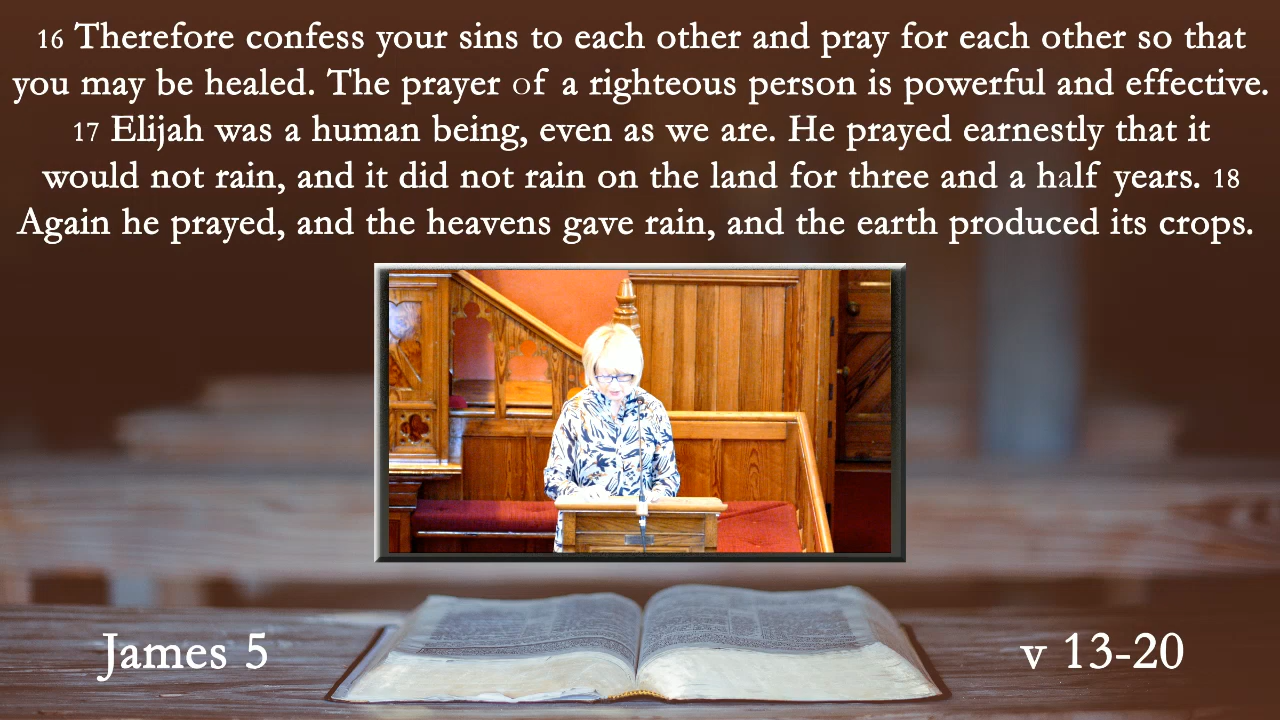 16 Therefore confess your sins to each other and pray for each other so that
you may be healed. The prayer of a righteous person is powerful and effective.
17 Elijah was a human being, even as we are. He prayed earnestly that it
would not rain, and it did not rain on the land for three and a half years. 18
Again he prayed, and the heavens gave rain, and the earth produced its crops.
James 5
v 13-20